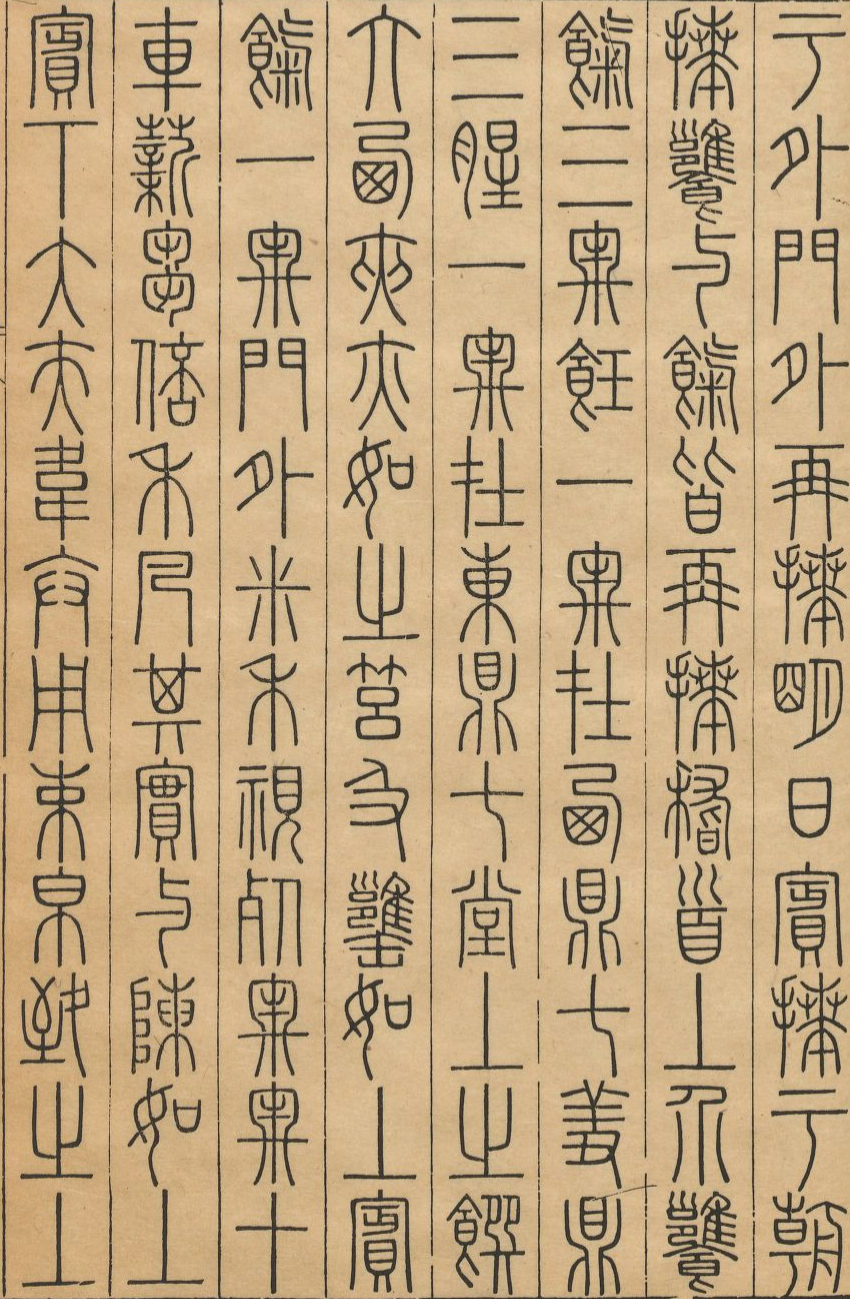 于外門外再拜明日賓拜于朝
拜饔与餼皆再拜稽首上介饔
餼三牢飪一牢在西鼎七羞鼎
三腥一牢在東鼎七堂上之饌
六西夾亦如之筥及甕如上賓
餼一牢門外米禾視死牢牢十
車薪芻倍禾凡其實与陳如上
賓下大夫韋弁用束帛致之上